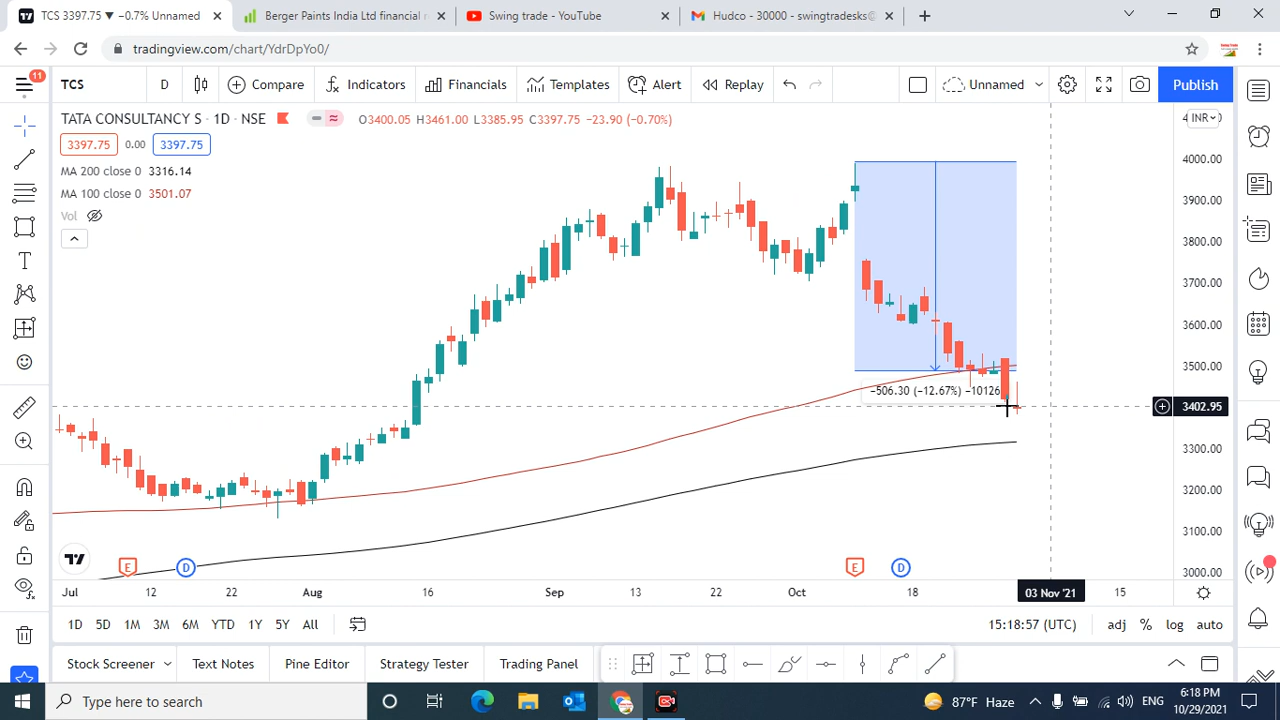 TCS 3397.75 ▼ −0.7% Unnamed
Berger Paints India Ltd financial r
Swing trade - YouTube
Hudco - 30000 - swingtradesks@
tradingview.com/chart/YdrDpYo0/
11
TCS
D
Compare
Indicators
Financials
Templates
Alert
Replay
Unnamed
Publish
TATA CONSULTANCY S · 1D · NSE
O3400.05 H3461.00 L3385.95 C3397.75 −23.90 (−0.70%)
INR
3397.75
0.00
3397.75
MA 200 close 0 3316.14
MA 100 close 0 3501.07
Vol
4000.00
3900.00
3800.00
3700.00
3600.00
3500.00
−506.30 (−12.67%) −10126
3402.95
3300.00
3200.00
3100.00
3000.00
E
D
E
D
Jul
12
22
Aug
16
Sep
13
22
Oct
18
03 Nov '21
15
1D
5D
1M
3M
6M
YTD
1Y
5Y
All
15:18:57 (UTC)
adj
%
log
auto
Stock Screener
Text Notes
Pine Editor
Strategy Tester
Trading Panel
Type here to search
87°F Haze
ENG
6:18 PM
10/29/2021